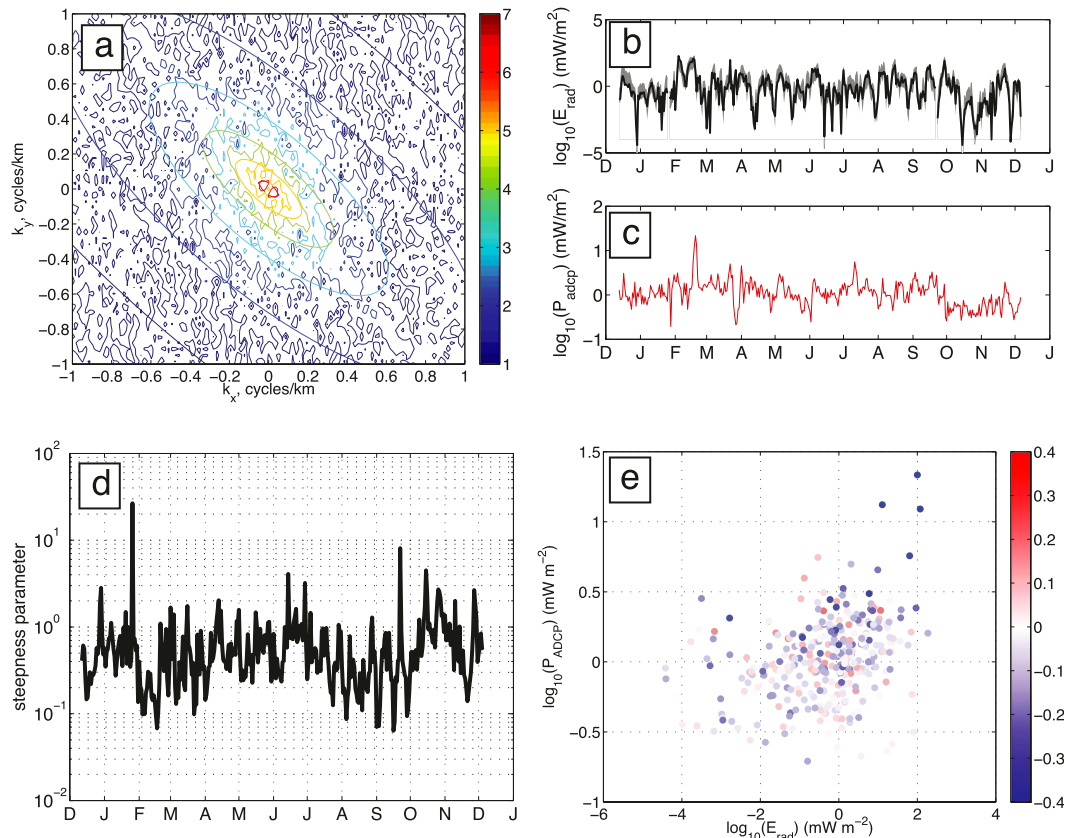 a
1
0.8
0.6
0.4
0.2
0
−0.2
−0.4
−0.6
−0.8
−1
k_y, cycles/km
−1 −0.8 −0.6 −0.4 −0.2 0 0.2 0.4 0.6 0.8 1
k_x, cycles/km
7
6
5
4
3
2
1
b
5
0
−5
log10(E_rad) (mW/m²)
D J F M A M J J A S O N D J
c
2
1
0
−1
log10(P_adcp) (mW/m²)
D J F M A M J J A S O N D J
d
10²
10¹
10⁰
10⁻¹
10⁻²
steepness parameter
D J F M A M J J A S O N D J
e
1.5
1
0.5
0
−0.5
−1
log10(P_ADCP) (mW m⁻²)
−6 −4 −2 0 2 4
log10(E_rad) (mW m⁻²)
0.4
0.3
0.2
0.1
0
−0.1
−0.2
−0.3
−0.4